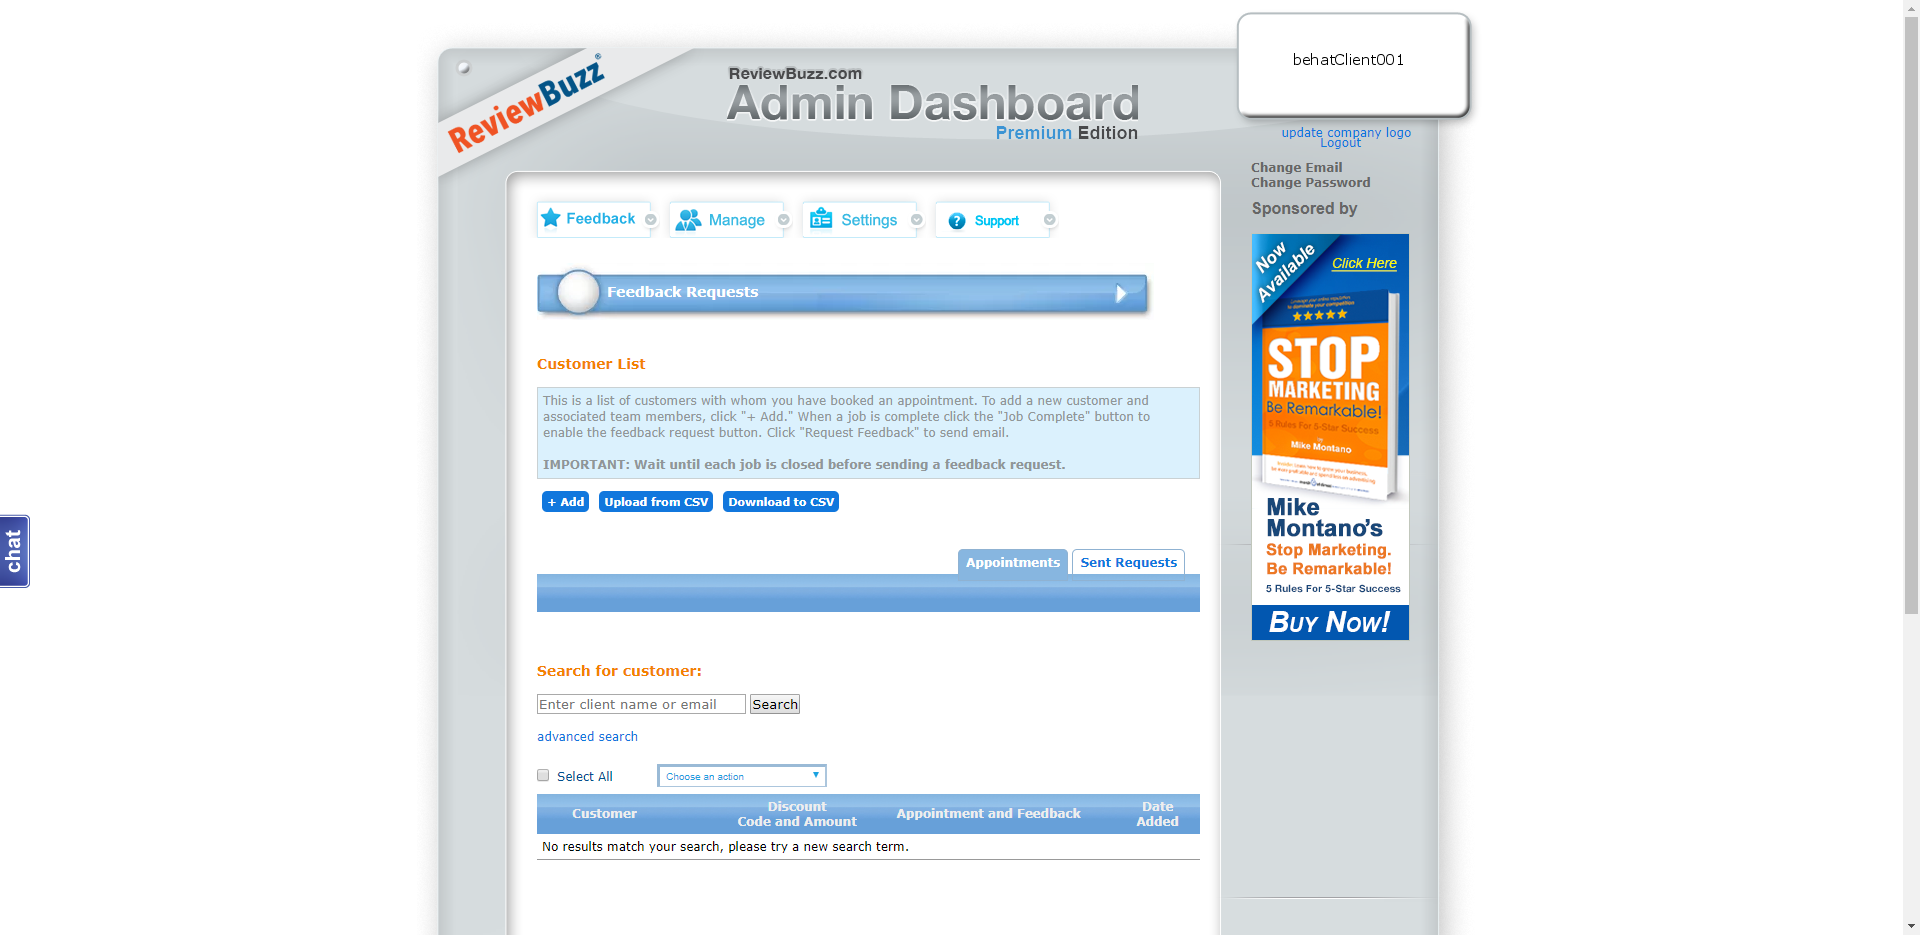 ReviewBuzz®
ReviewBuzz.com
Admin Dashboard
Premium Edition
behatClient001
update company logo
Logout
Change Email
Change Password
Sponsored by
Feedback
Manage
Settings
? Support
Feedback Requests
Customer List
This is a list of customers with whom you have booked an appointment. To add a new customer and
associated team members, click "+ Add." When a job is complete click the "Job Complete" button to
enable the feedback request button. Click "Request Feedback" to send email.
IMPORTANT: Wait until each job is closed before sending a feedback request.
+ Add
Upload from CSV
Download to CSV
Appointments
Sent Requests
Search for customer:
Enter client name or email
Search
advanced search
Select All
Choose an action
Customer
Discount
Code and Amount
Appointment and Feedback
Date
Added
No results match your search, please try a new search term.
chat
Now
Available
Click Here
Leverage your online reputation
to dominate your competition
STOP
MARKETING
Be Remarkable!
5 Rules For 5-Star Success
Mike Montano
Mike
Montano's
Stop Marketing.
Be Remarkable!
5 Rules For 5-Star Success
BUY NOW!